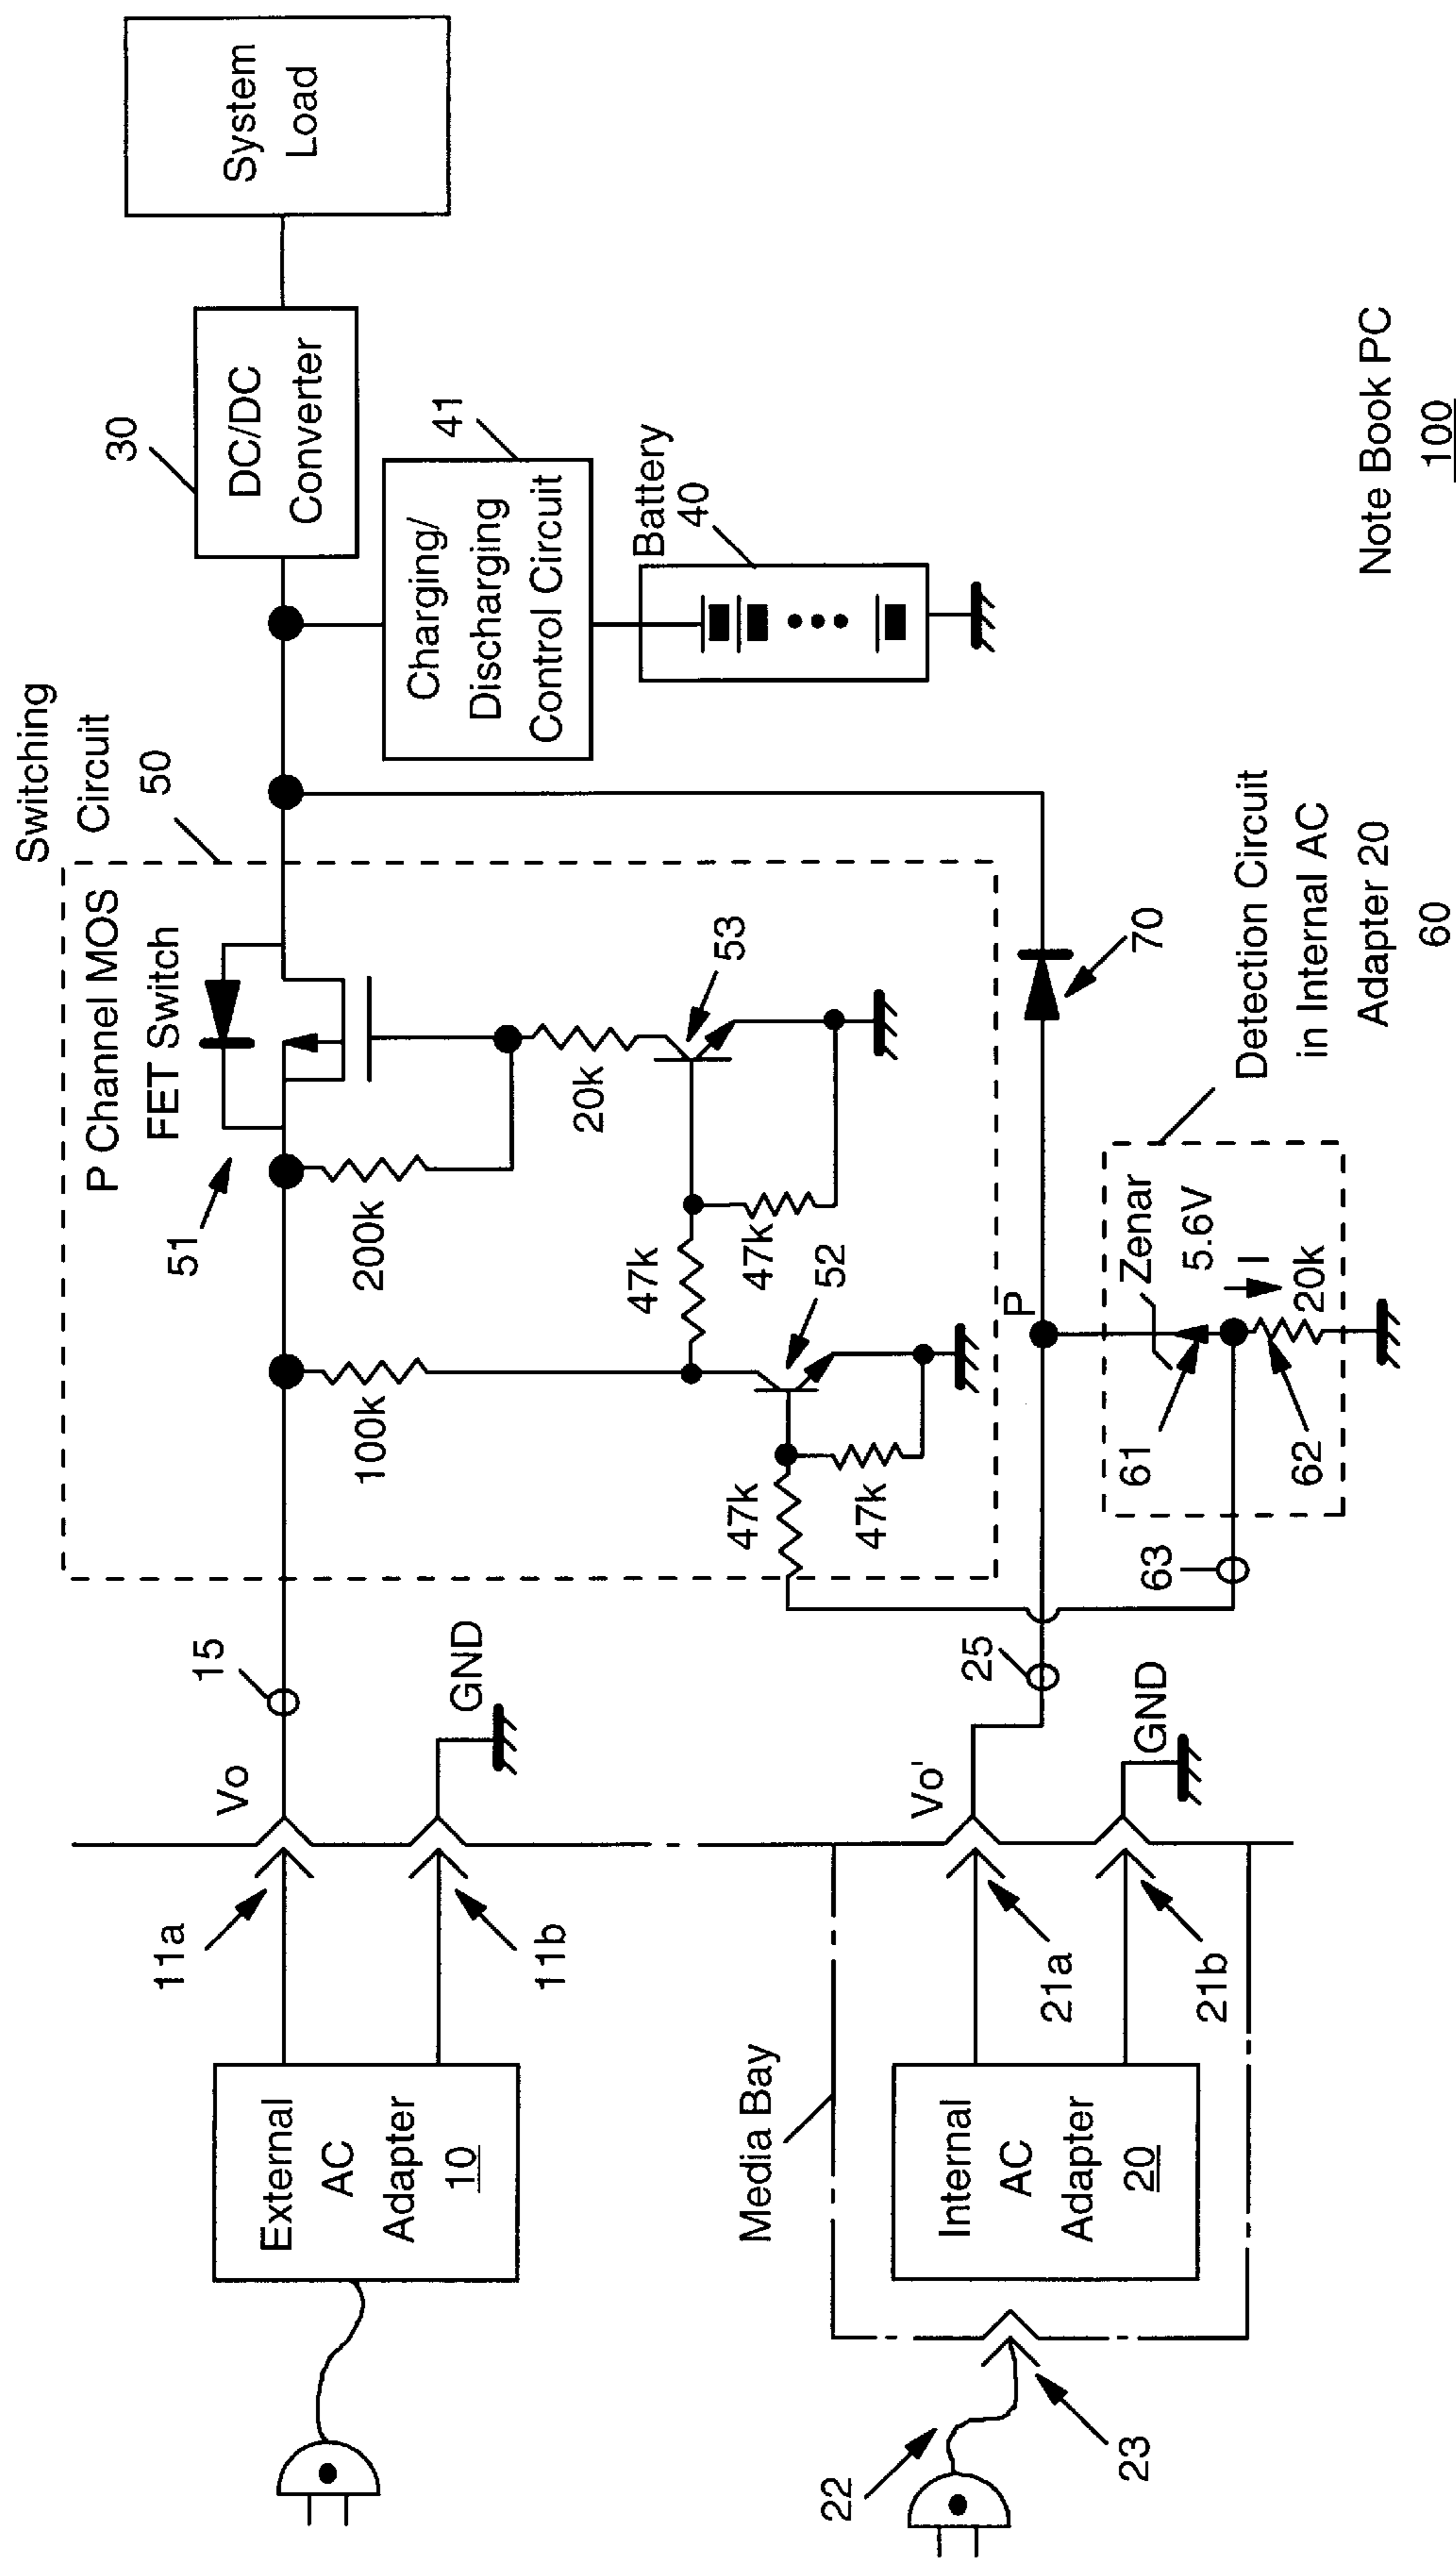 Switching
Circuit
50
P Channel MOS
FET Switch
51
200k
100k
20k
53
47k
47k
52
47k
47k
30
DC/DC
Converter
System
Load
41
Charging/
Discharging
Control Circuit
Battery
40
External
AC
Adapter
10
11a
11b
Vo
15
GND
Media Bay
Internal
AC
Adapter
20
21a
21b
22
23
Vo'
25
GND
P
70
63
Zenar
5.6V
I
20k
61
62
Detection Circuit
in Internal AC
Adapter 20
60
Note Book PC
100